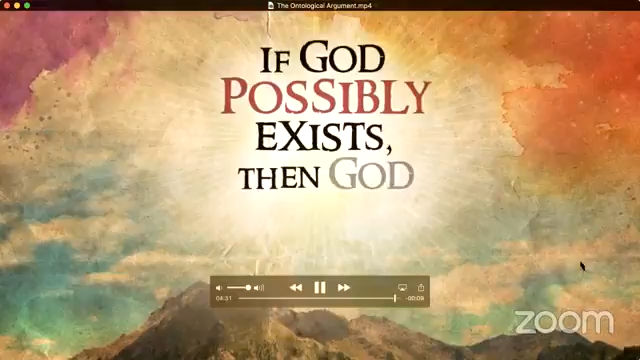 The Ontological Argument.mp4
IF GOD
POSSIBLY
EXISTS,
THEN GOD
04:31
-00:09
zoom